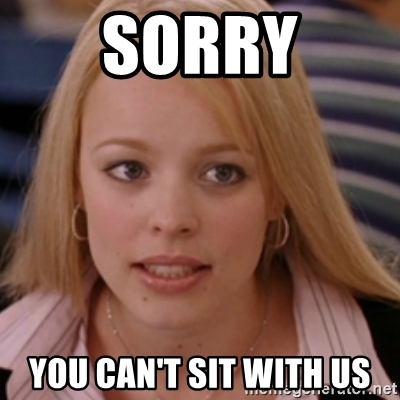 SORRY
YOU CAN'T SIT WITH US
memegenerator.net